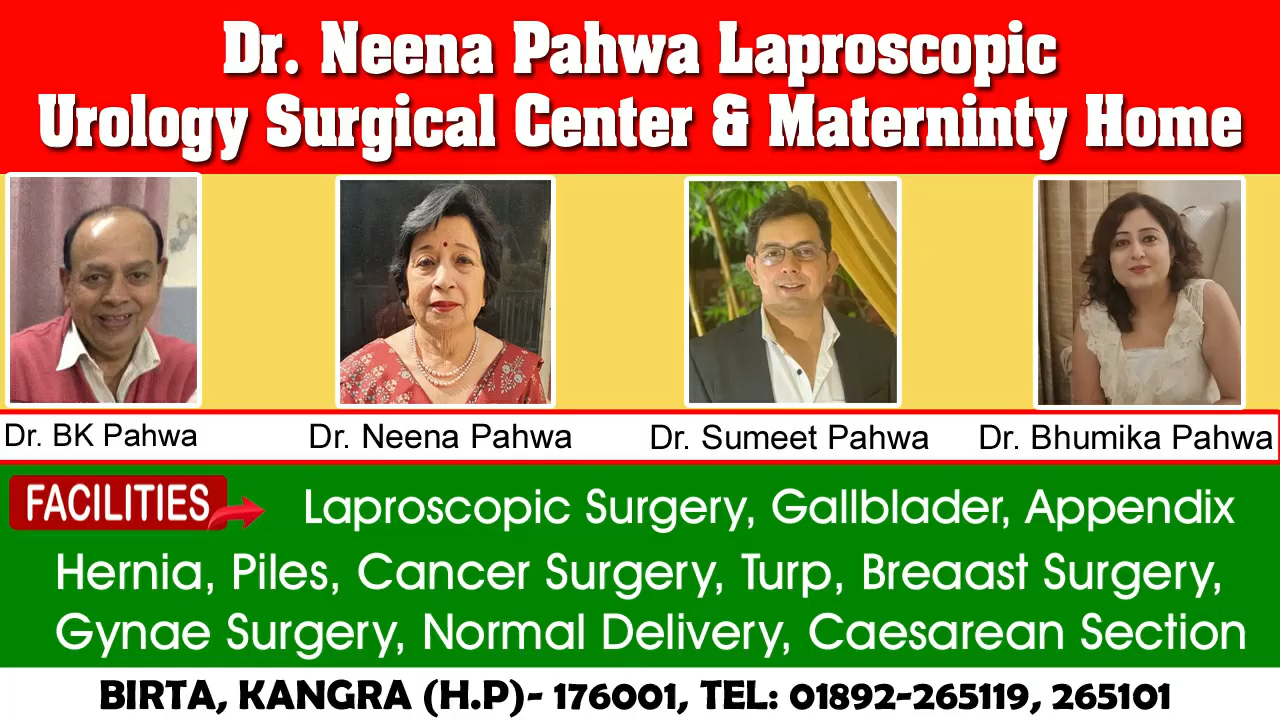 Dr. Neena Pahwa Laproscopic
Urology Surgical Center & Materninty Home
Dr. BK Pahwa
Dr. Neena Pahwa
Dr. Sumeet Pahwa
Dr. Bhumika Pahwa
FACILITIES
Laproscopic Surgery, Gallblader, Appendix
Hernia, Piles, Cancer Surgery, Turp, Breaast Surgery,
Gynae Surgery, Normal Delivery, Caesarean Section
BIRTA, KANGRA (H.P)- 176001, TEL: 01892-265119, 265101